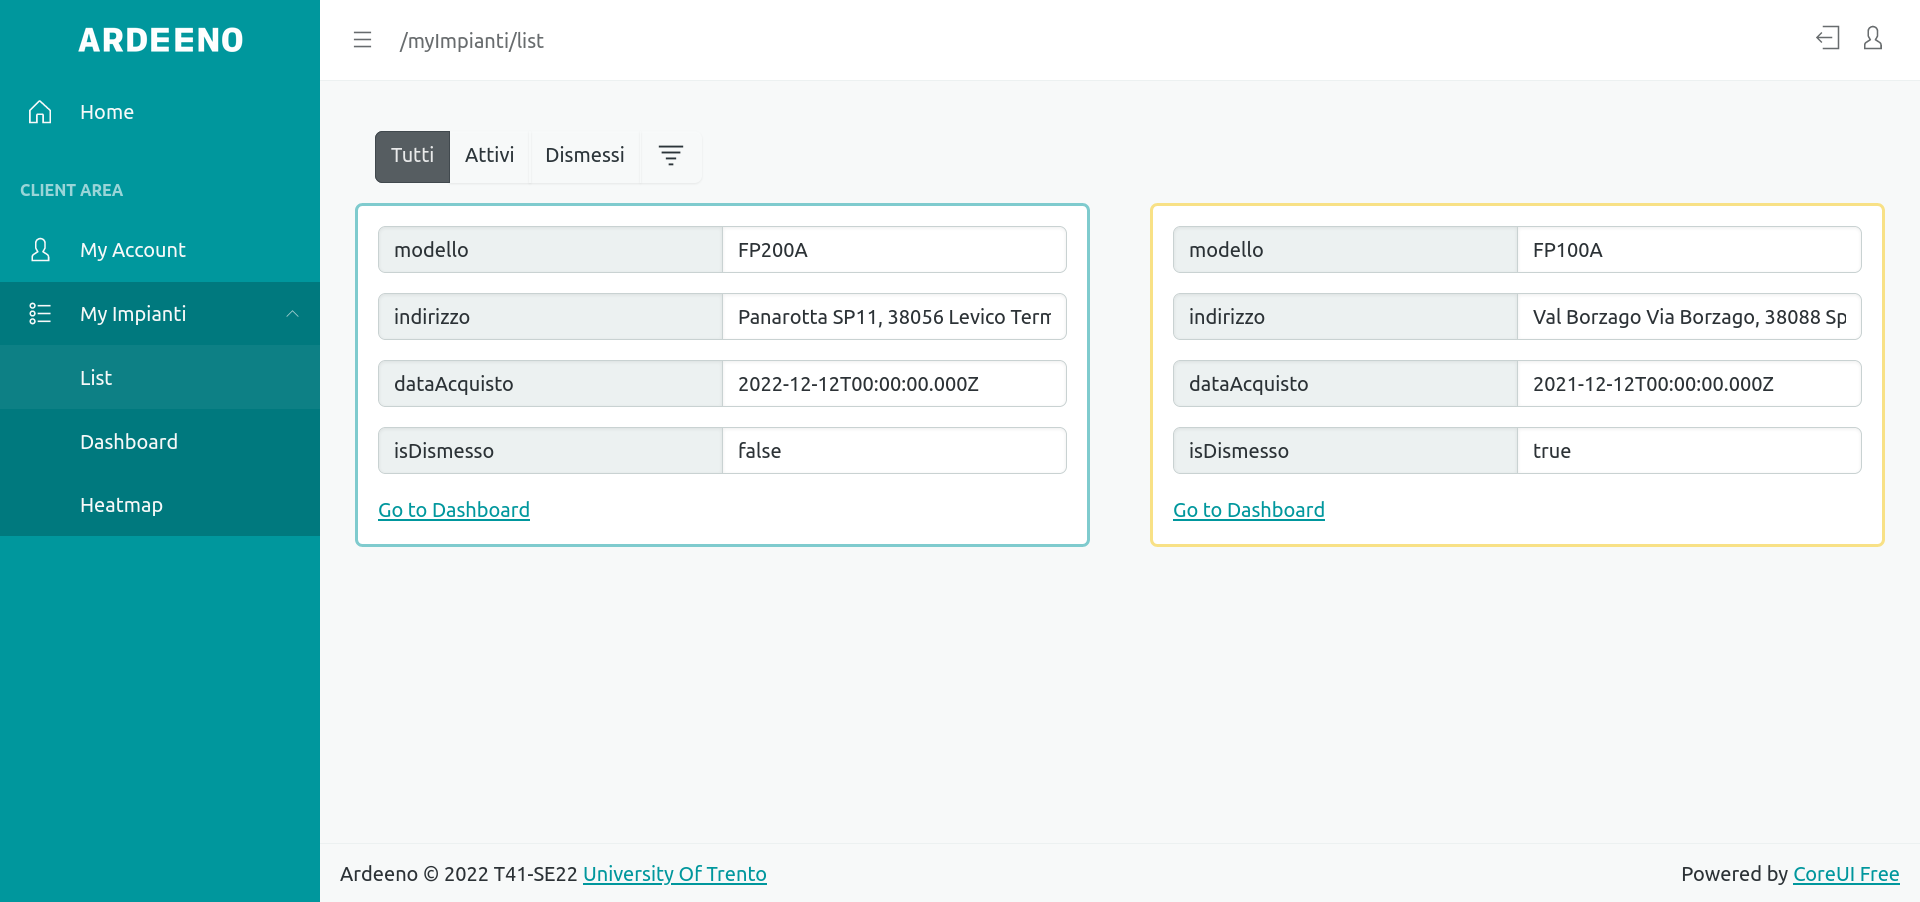 ARDEENO
Home
CLIENT AREA
My Account
My Impianti
List
Dashboard
Heatmap
/myImpianti/list
Tutti Attivi Dismessi
modello FP200A
indirizzo Panarotta SP11, 38056 Levico
dataAcquisto 2022-12-12T00:00:00.000Z
isDismesso false
Go to Dashboard
modello FP100A
indirizzo Val Borzago Via Borzago, 38088 Sp
dataAcquisto 2021-12-12T00:00:00.000Z
isDismesso true
Go to Dashboard
Ardeeno © 2022 T41-SE22 University Of Trento
Powered by CoreUI Free